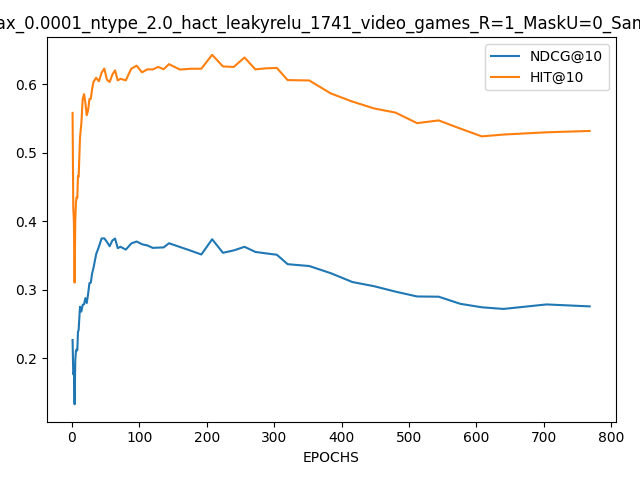 ax_0.0001_ntype_2.0_hact_leakyrelu_1741_video_games_R=1_MaskU=0_San
NDCG@10
HIT@10
0.6
0.5
0.4
0.3
0.2
0 100 200 300 400 500 600 700 800
EPOCHS